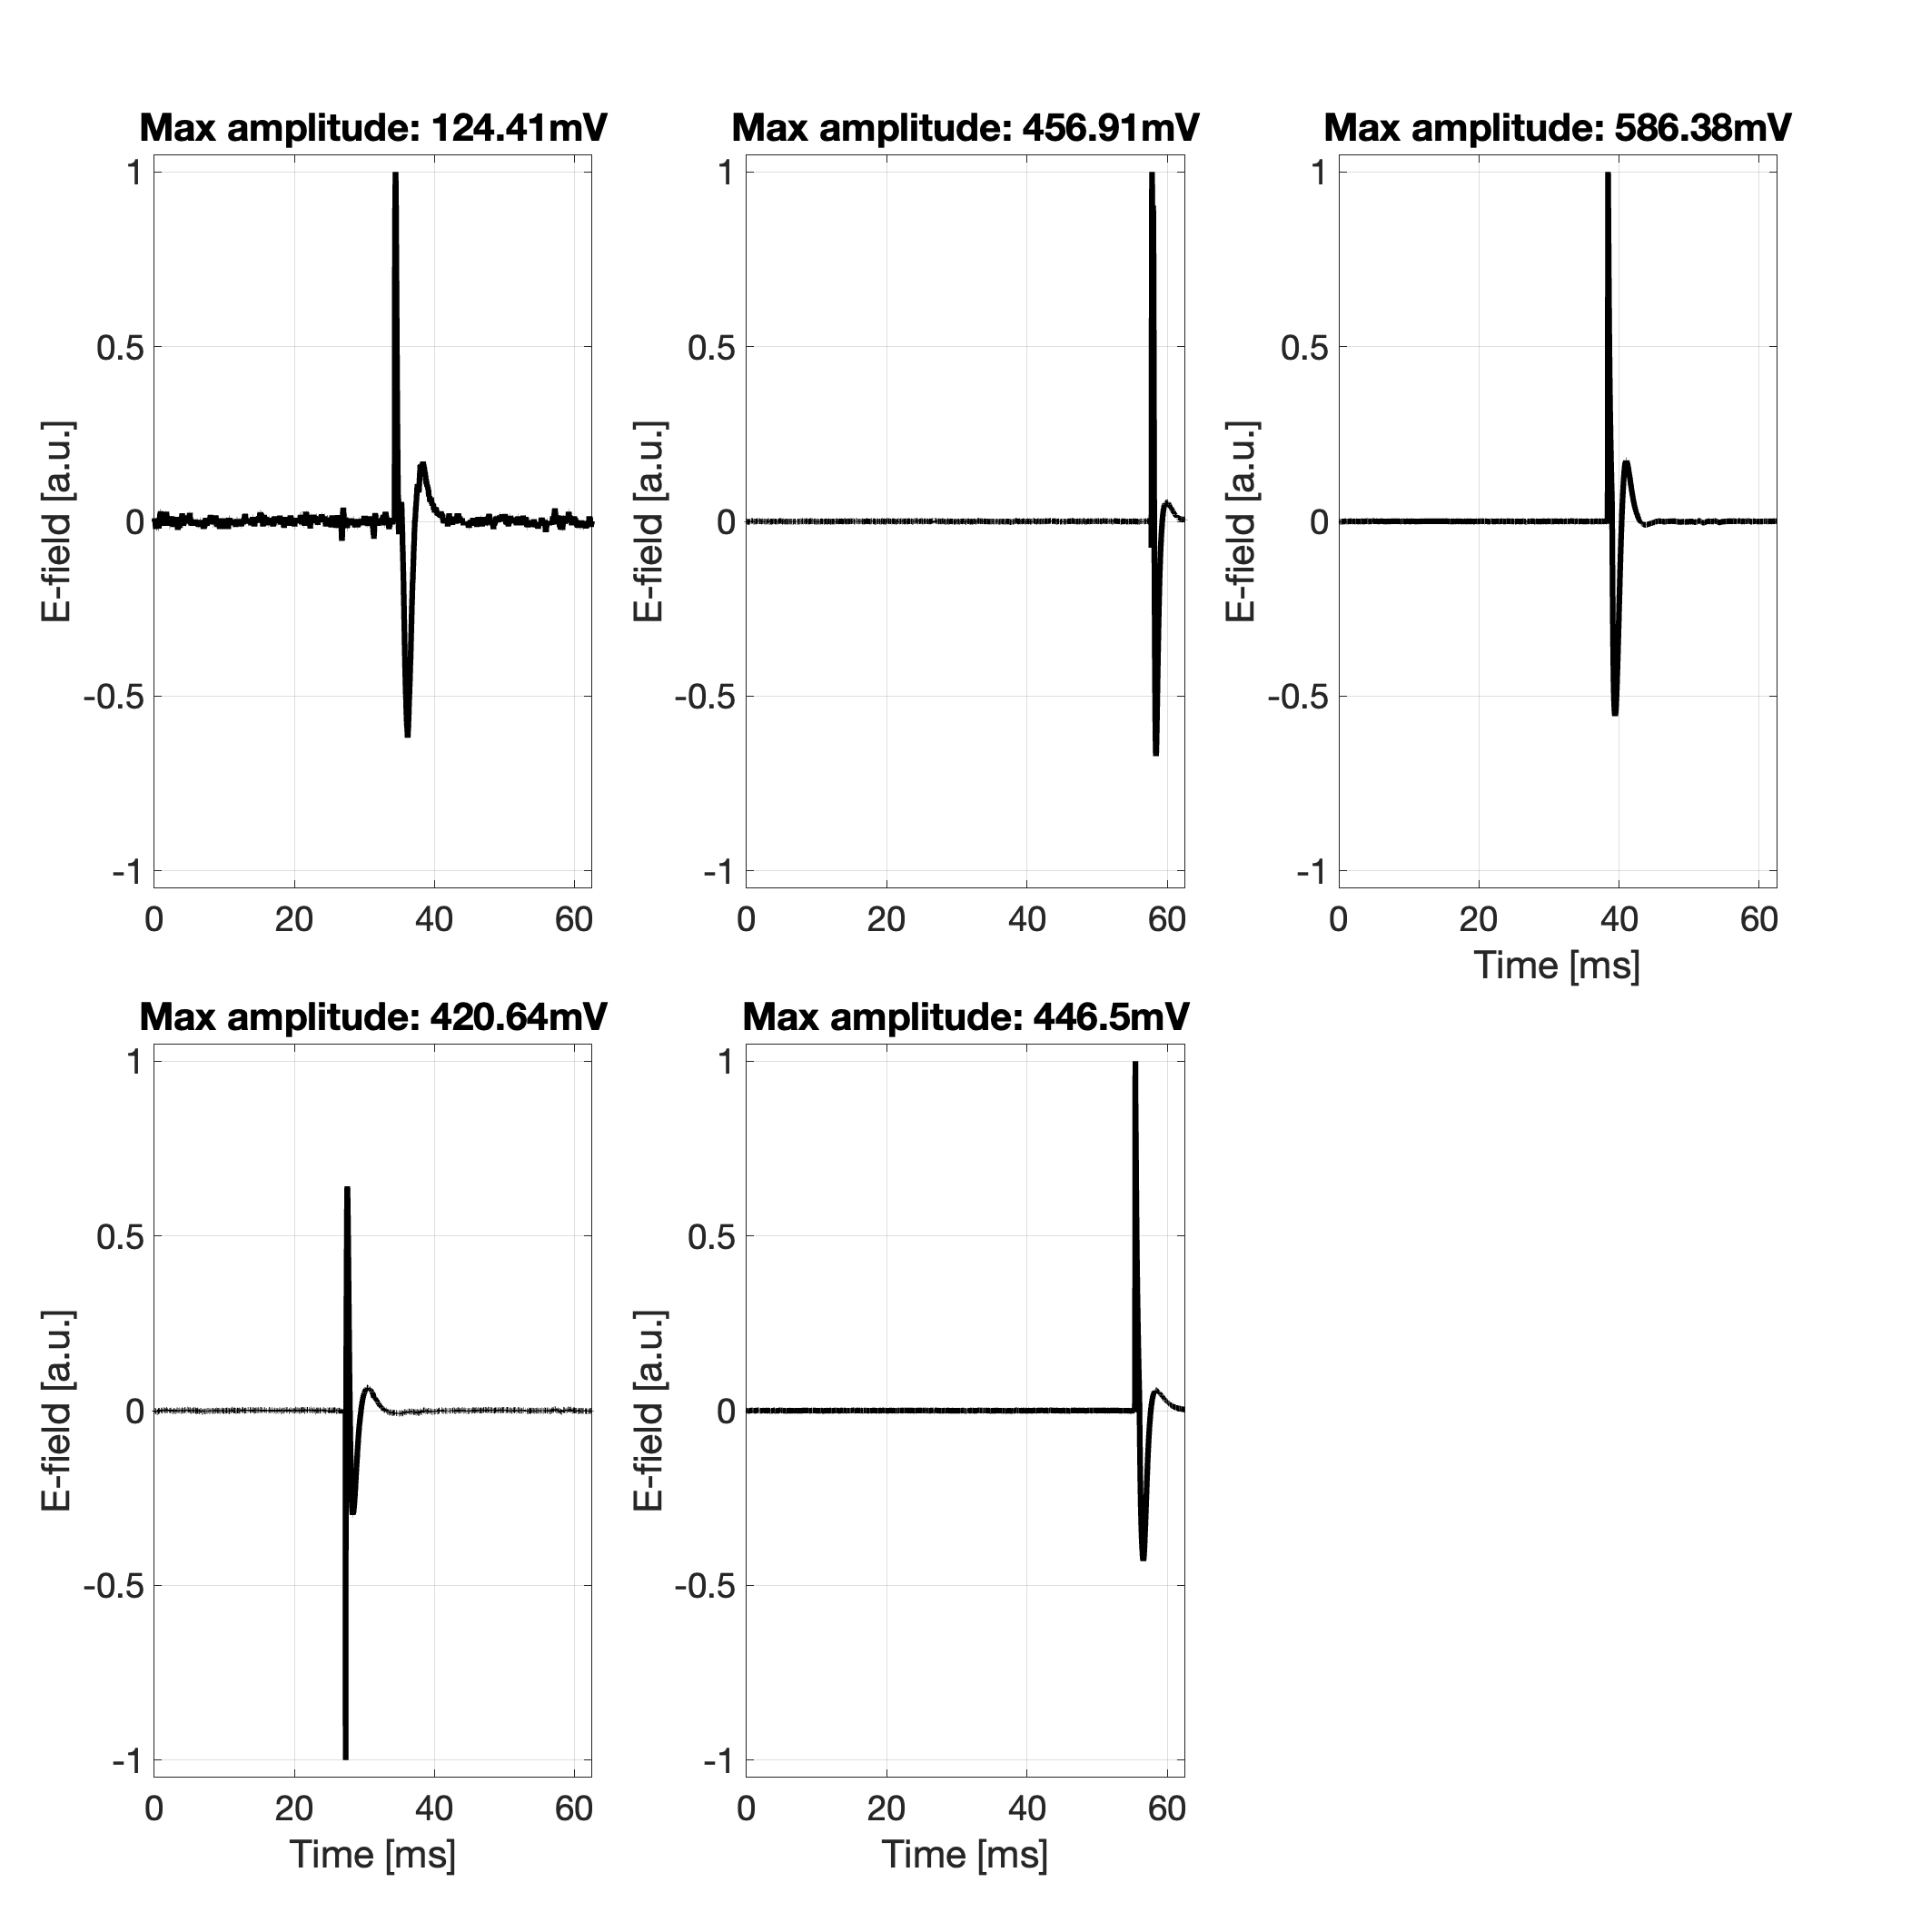 Max amplitude: 124.41mV
1
0.5
0
-0.5
-1
E-field [a.u.]
0 20 40 60
Max amplitude: 456.91mV
1
0.5
0
-0.5
-1
E-field [a.u.]
0 20 40 60
Max amplitude: 586.38mV
1
0.5
0
-0.5
-1
E-field [a.u.]
0 20 40 60
Time [ms]
Max amplitude: 420.64mV
1
0.5
0
-0.5
-1
E-field [a.u.]
0 20 40 60
Time [ms]
Max amplitude: 446.5mV
1
0.5
0
-0.5
-1
E-field [a.u.]
0 20 40 60
Time [ms]